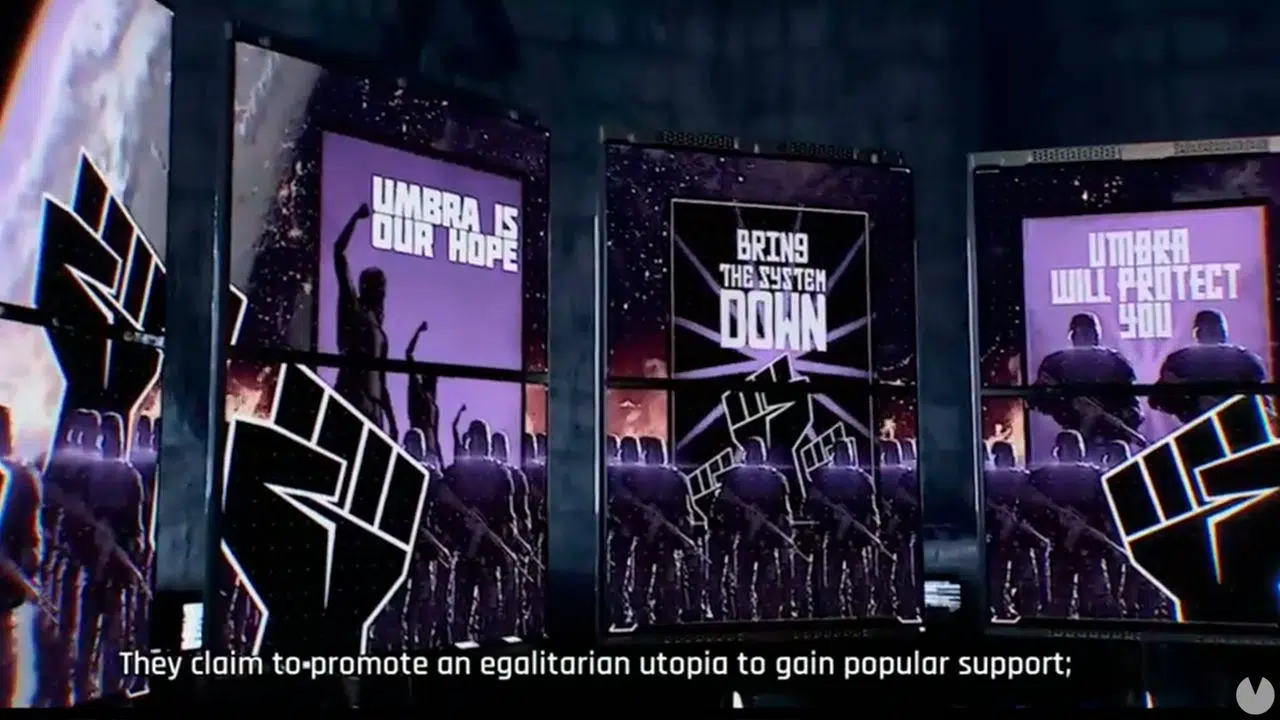 UMBRA IS
OUR HOPE
BRING
THE SYSTEM
DOWN
UMBRA
WILL PROTECT
YOU
They claim to promote an egalitarian utopia to gain popular support;